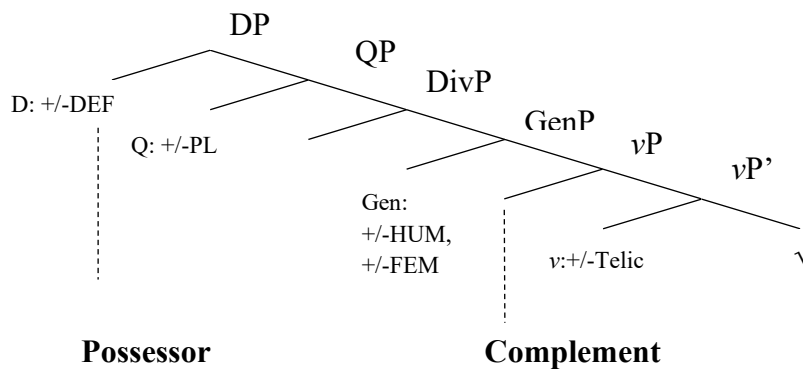 DP
QP
DivP
GenP
vP
vP’
D: +/-DEF
Q: +/-PL
Gen:
+/-HUM,
+/-FEM
v:+/-Telic
Possessor
Complement